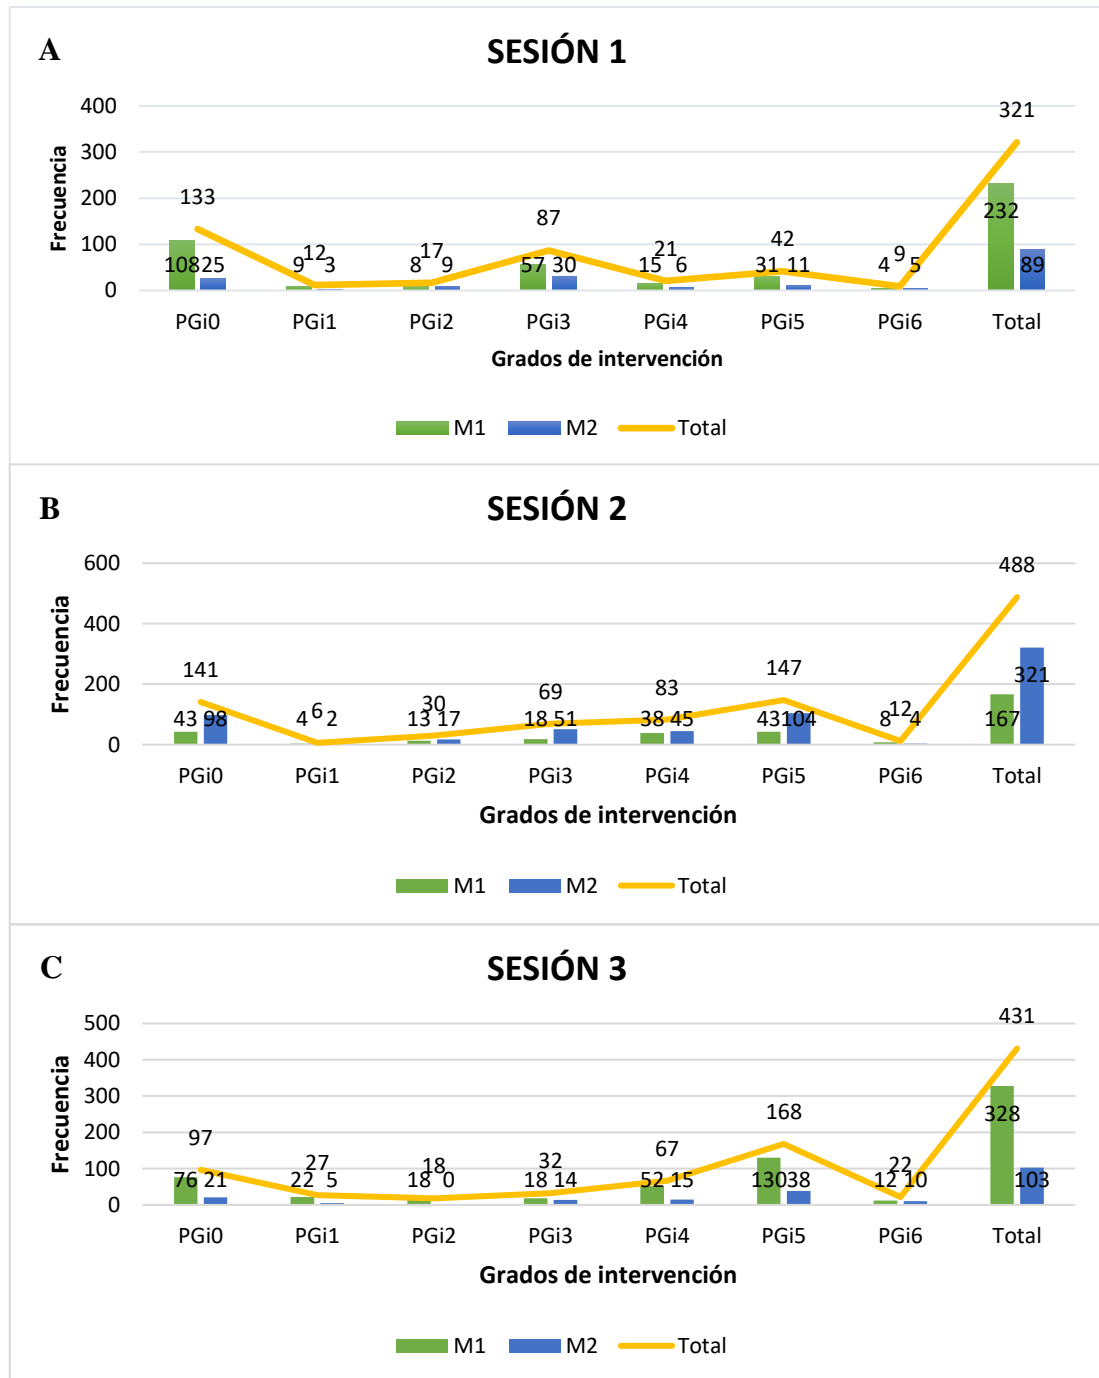 A
SESIÓN 1
Frecuencia
400
300
200
100
0
133 12 17 87 21 42 9 321
108 25 9 3 8 9 57 30 15 6 31 11 4 5 232 89
PGi0 PGi1 PGi2 PGi3 PGi4 PGi5 PGi6 Total
Grados de intervención
M1 M2 Total
B
SESIÓN 2
Frecuencia
600
400
200
0
141 6 30 69 83 147 12 488
43 98 4 2 13 17 18 51 38 45 43 104 8 4 167 321
PGi0 PGi1 PGi2 PGi3 PGi4 PGi5 PGi6 Total
Grados de intervención
M1 M2 Total
C
SESIÓN 3
Frecuencia
500
400
300
200
100
0
97 27 18 32 67 168 22 431
76 21 22 5 18 0 18 14 52 15 130 38 12 10 328 103
PGi0 PGi1 PGi2 PGi3 PGi4 PGi5 PGi6 Total
Grados de intervención
M1 M2 Total